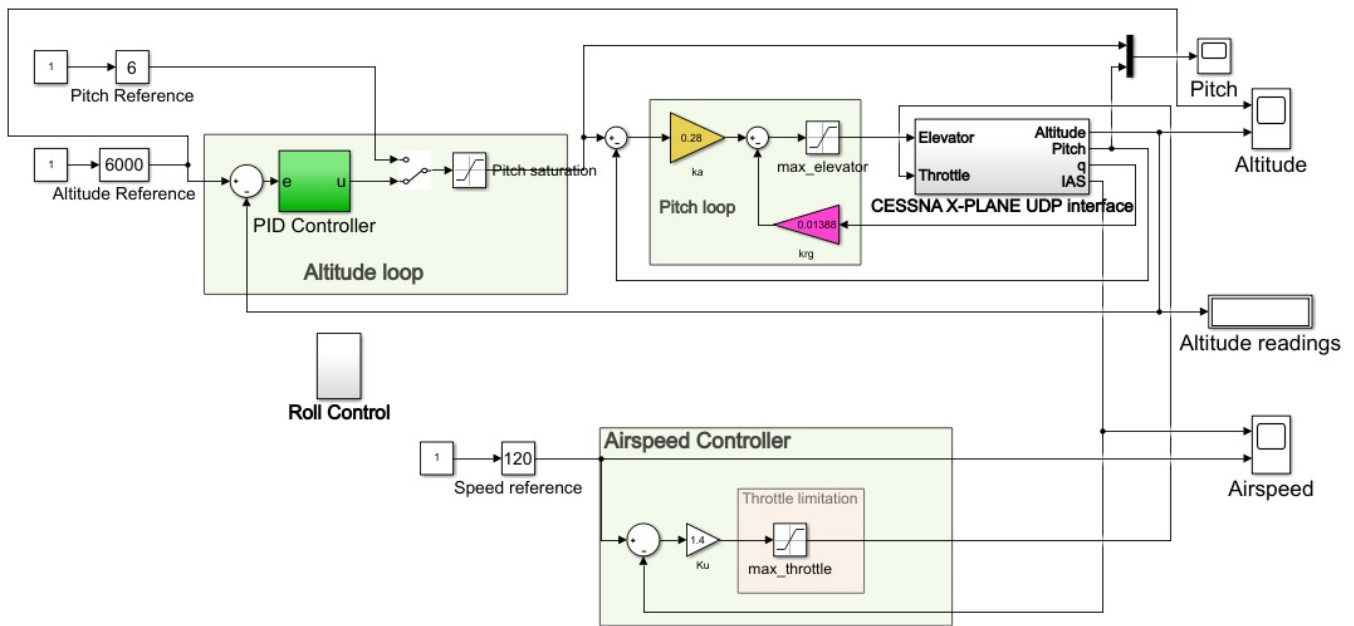 1
6
Pitch Reference
1
6000
Altitude Reference
e
u
PID Controller
Pitch saturation
Altitude loop
0.28
ka
max_elevator
Pitch loop
0.01388
krg
Elevator
Throttle
Altitude
Pitch
q
IAS
CESSNA X-PLANE UDP interface
Pitch
Altitude
Altitude readings
Roll Control
Airspeed Controller
1
120
Speed reference
Throttle limitation
1.4
Ku
max_throttle
Airspeed